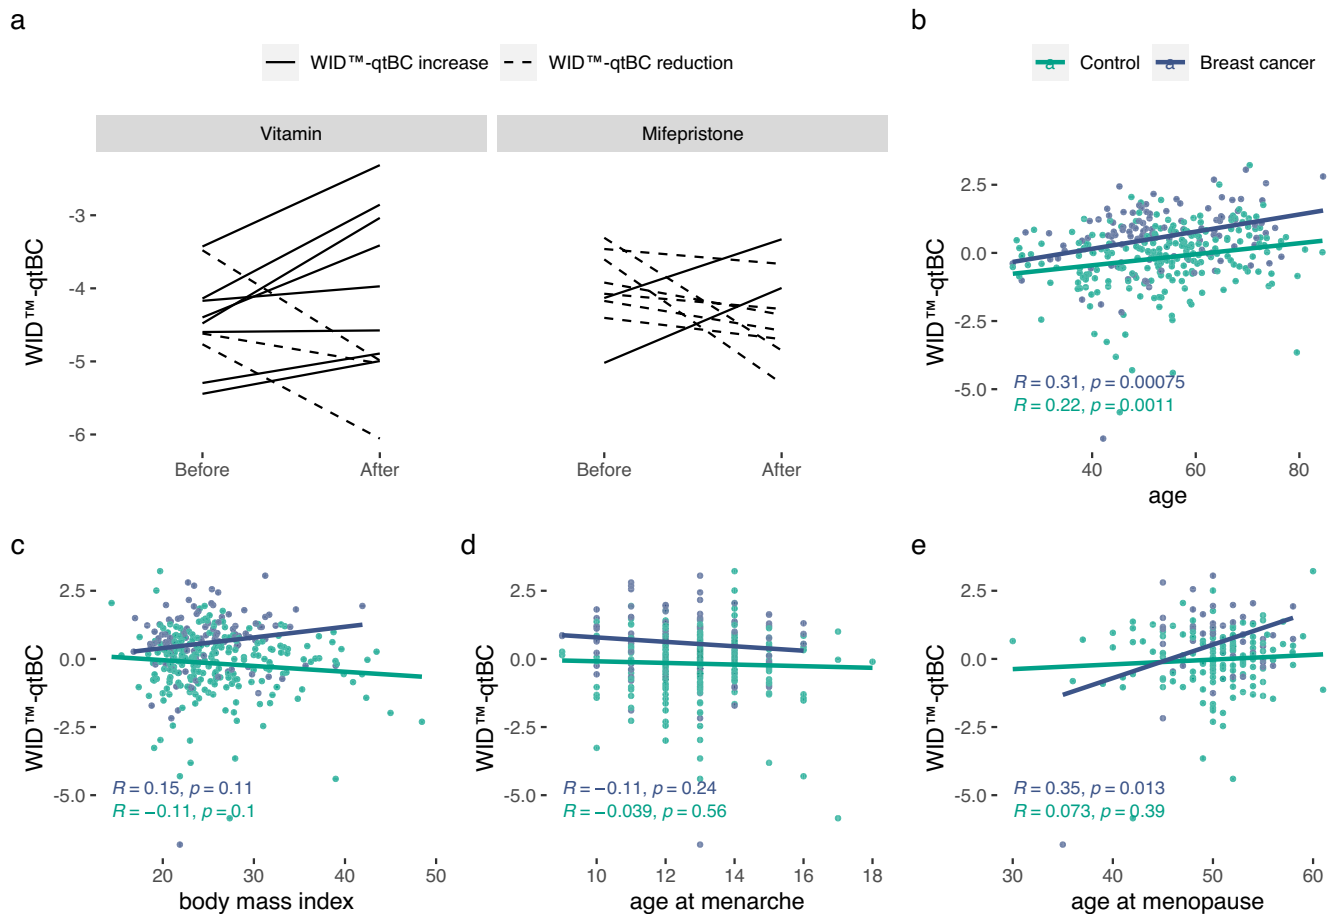 a
WID™-qtBC increase
WID™-qtBC reduction
Vitamin
Mifepristone
WID™-qtBC
-3
-4
-5
-6
Before
After
Before
After
b
a Control
a Breast cancer
WID™-qtBC
2.5
0.0
-2.5
-5.0
R = 0.31, p = 0.00075
R = 0.22, p = 0.0011
40
60
80
age
c
WID™-qtBC
2.5
0.0
-2.5
-5.0
R = 0.15, p = 0.11
R = −0.11, p = 0.1
20
30
40
50
body mass index
d
WID™-qtBC
2.5
0.0
-2.5
-5.0
R = −0.11, p = 0.24
R = −0.039, p = 0.56
10
12
14
16
18
age at menarche
e
WID™-qtBC
2.5
0.0
-2.5
-5.0
R = 0.35, p = 0.013
R = 0.073, p = 0.39
30
40
50
60
age at menopause